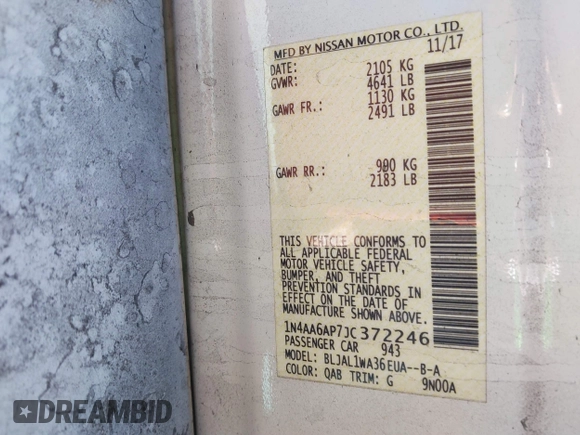 MFD BY NISSAN MOTOR CO., LTD.
DATE: 11/17
GVWR: 2105 KG
4641 LB
GAWR FR.: 1130 KG
2491 LB
GAWR RR.: 990 KG
2183 LB
THIS VEHICLE CONFORMS TO
ALL APPLICABLE FEDERAL
MOTOR VEHICLE SAFETY,
BUMPER, AND THEFT
PREVENTION STANDARDS IN
EFFECT ON THE DATE OF
MANUFACTURE SHOWN ABOVE.
1N4AA6AP7JC372246
PASSENGER CAR 943
MODEL: BLJAL1WA36EUA--B-A
COLOR: QAB TRIM: G 9N00A
DREAMBID